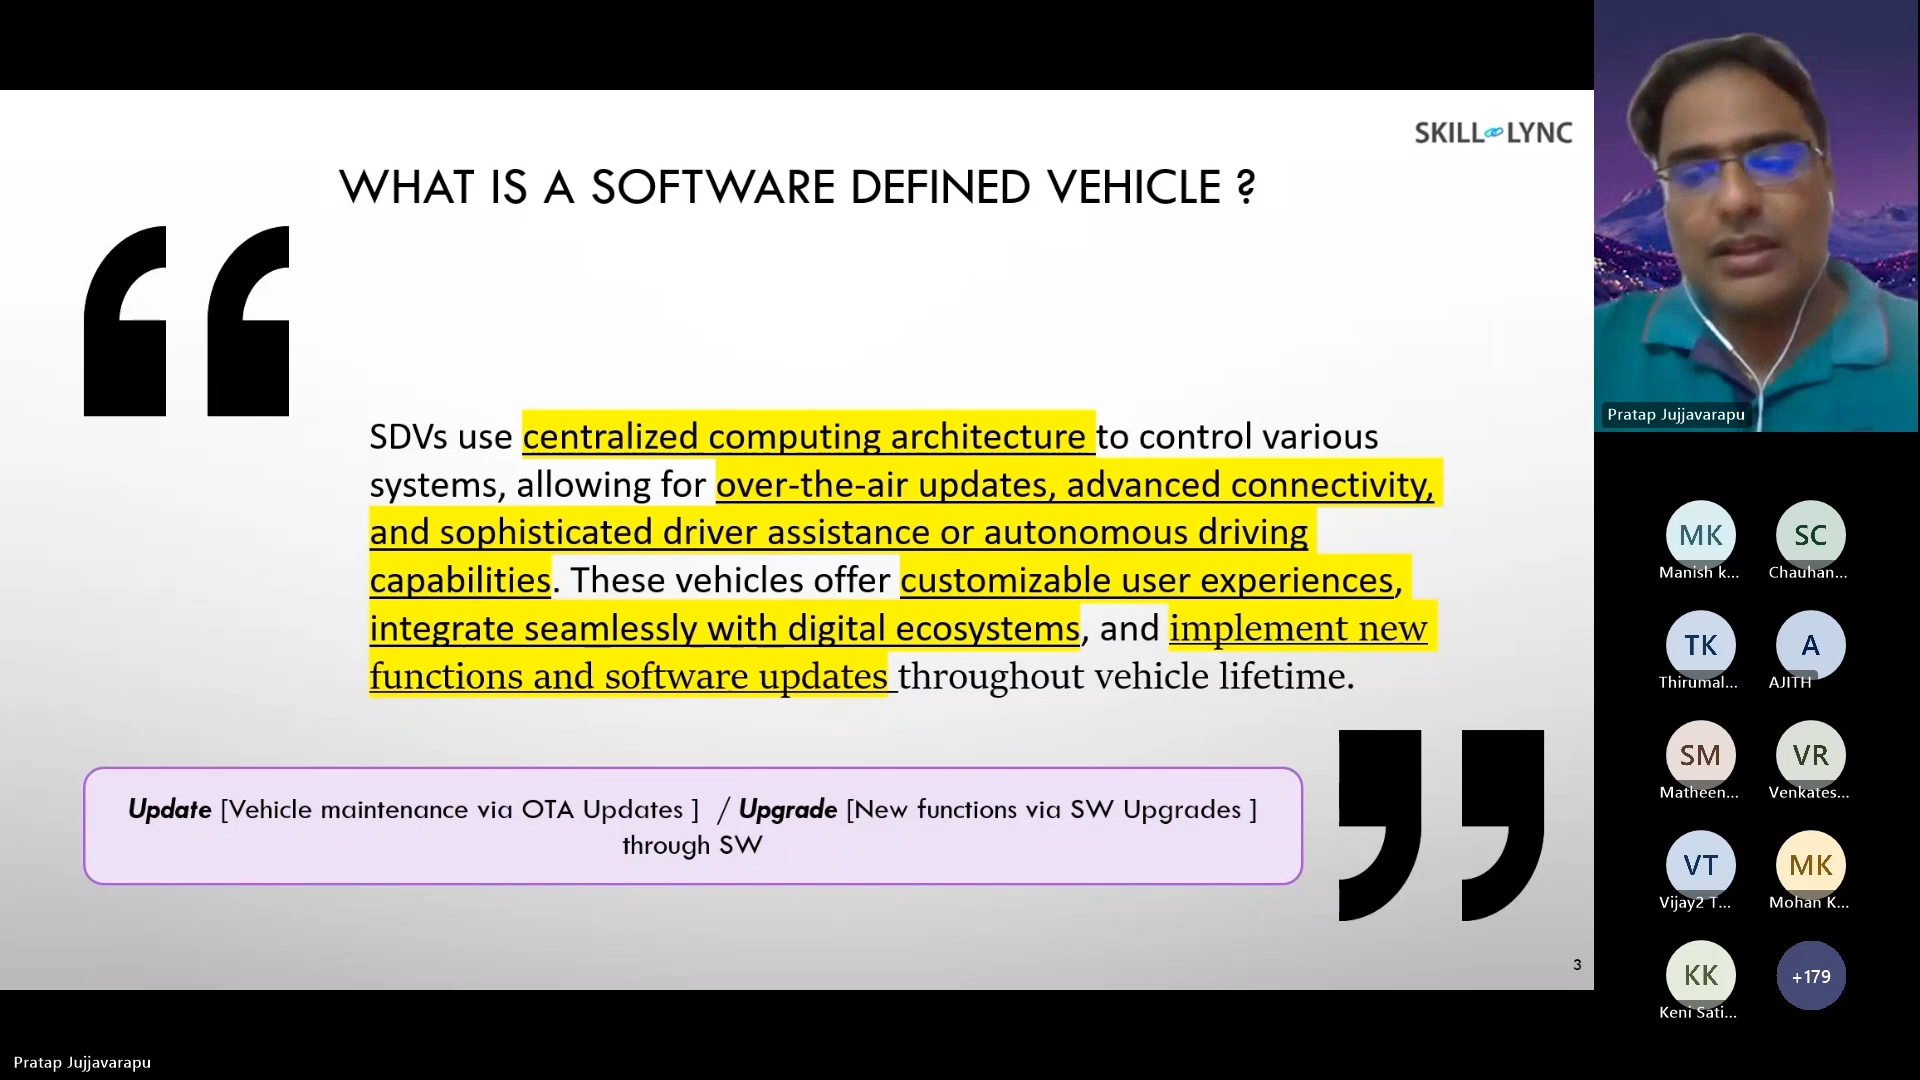 SKILL LYNC
WHAT IS A SOFTWARE DEFINED VEHICLE ?
“
SDVs use centralized computing architecture to control various
systems, allowing for over-the-air updates, advanced connectivity,
and sophisticated driver assistance or autonomous driving
capabilities. These vehicles offer customizable user experiences,
integrate seamlessly with digital ecosystems, and implement new
functions and software updates throughout vehicle lifetime.
”
Update [Vehicle maintenance via OTA Updates ] / Upgrade [New functions via SW Upgrades ]
through SW
3
Pratap Jujjavarapu
MK
Manish k...
SC
Chauhan...
TK
Thirumal...
A
AJITH
SM
Matheen...
VR
Venkates...
VT
Vijay2 T...
MK
Mohan K...
KK
Keni Sati...
+179
Pratap Jujjavarapu